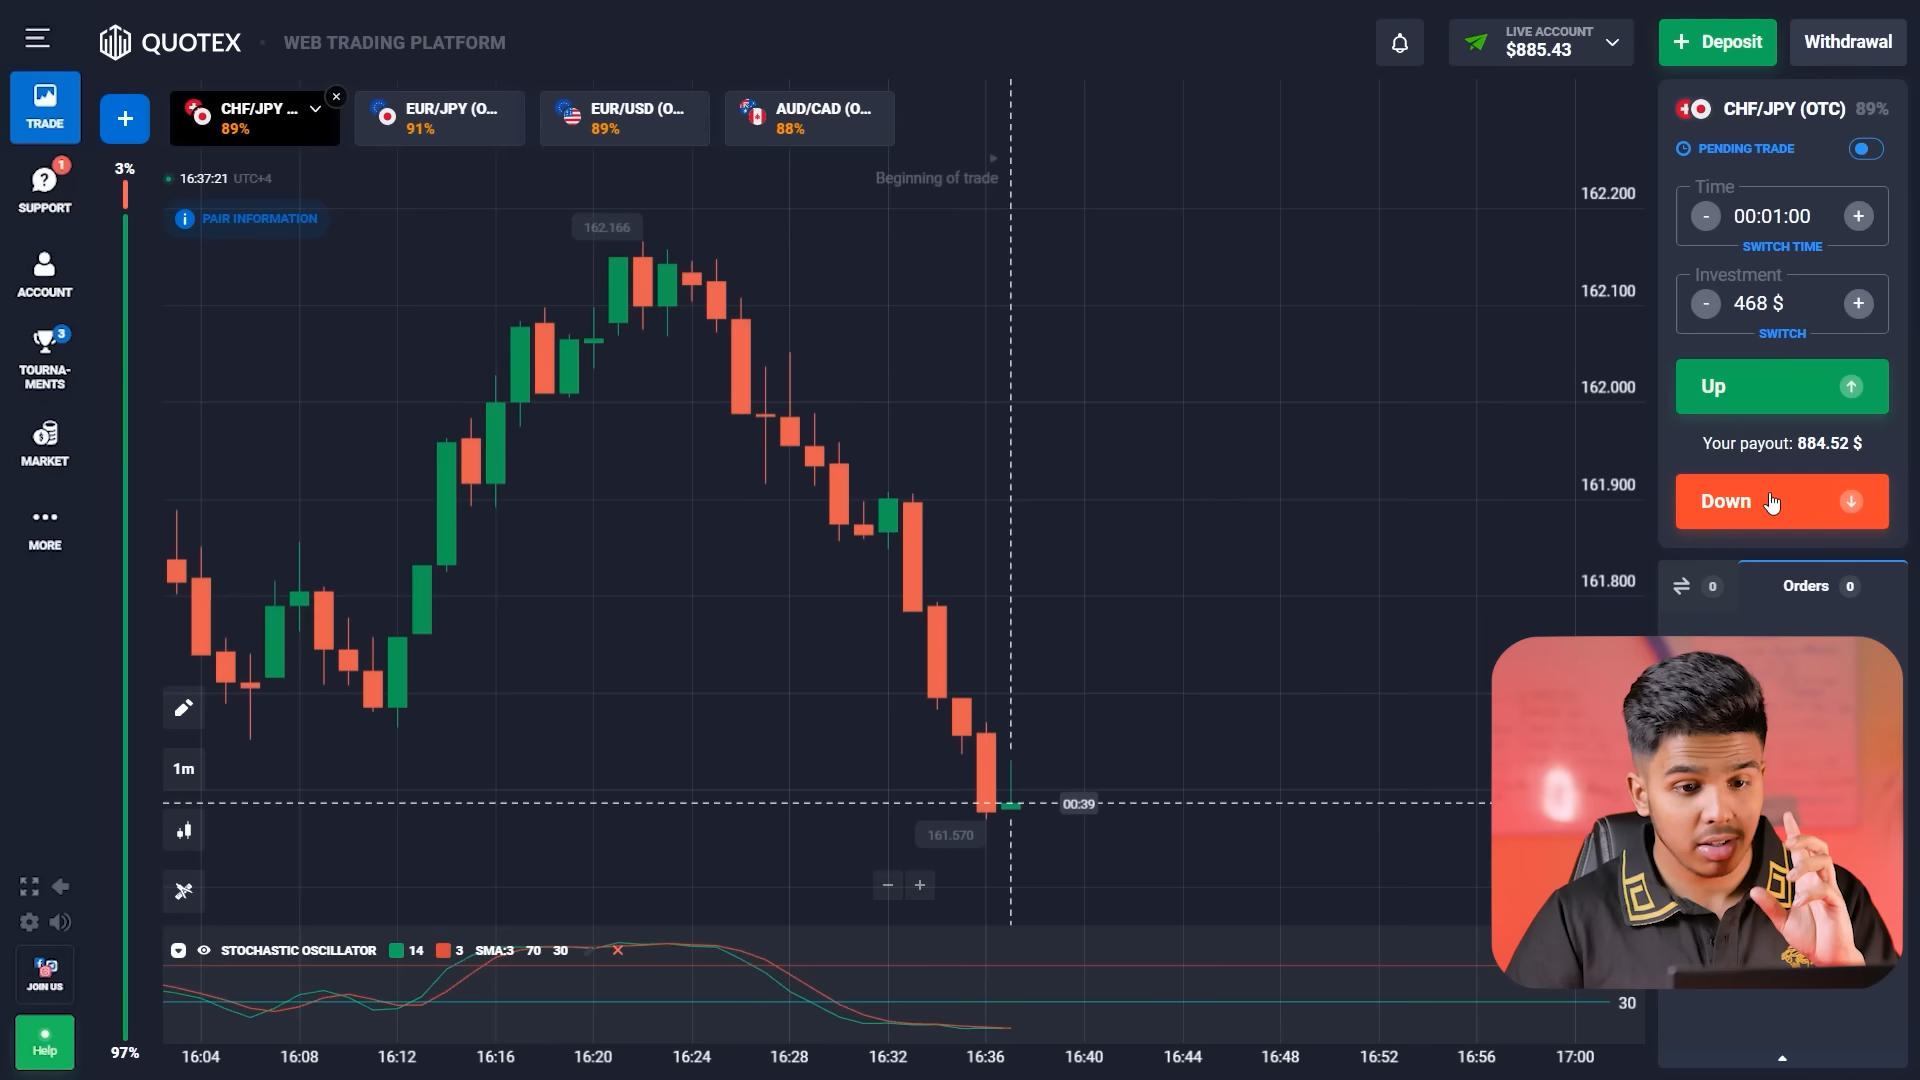 QUOTEX
WEB TRADING PLATFORM
LIVE ACCOUNT
$885.43
+ Deposit
Withdrawal
TRADE
SUPPORT
1
ACCOUNT
TOURNA-
MENTS
3
MARKET
MORE
JOIN US
Help
+
CHF/JPY ...
89%
EUR/JPY (O...
91%
EUR/USD (O...
89%
AUD/CAD (O...
88%
3%
97%
16:37:21 UTC+4
PAIR INFORMATION
Beginning of trade
162.166
161.570
00:39
162.200
162.100
162.000
161.900
161.800
1m
STOCHASTIC OSCILLATOR 14 3 SMA:3 70 30
30
16:04 16:08 16:12 16:16 16:20 16:24 16:28 16:32 16:36 16:40 16:44 16:48 16:52 16:56 17:00
CHF/JPY (OTC) 89%
PENDING TRADE
Time
- 00:01:00 +
SWITCH TIME
Investment
- 468 $ +
SWITCH
Up
Your payout: 884.52 $
Down
0
Orders 0